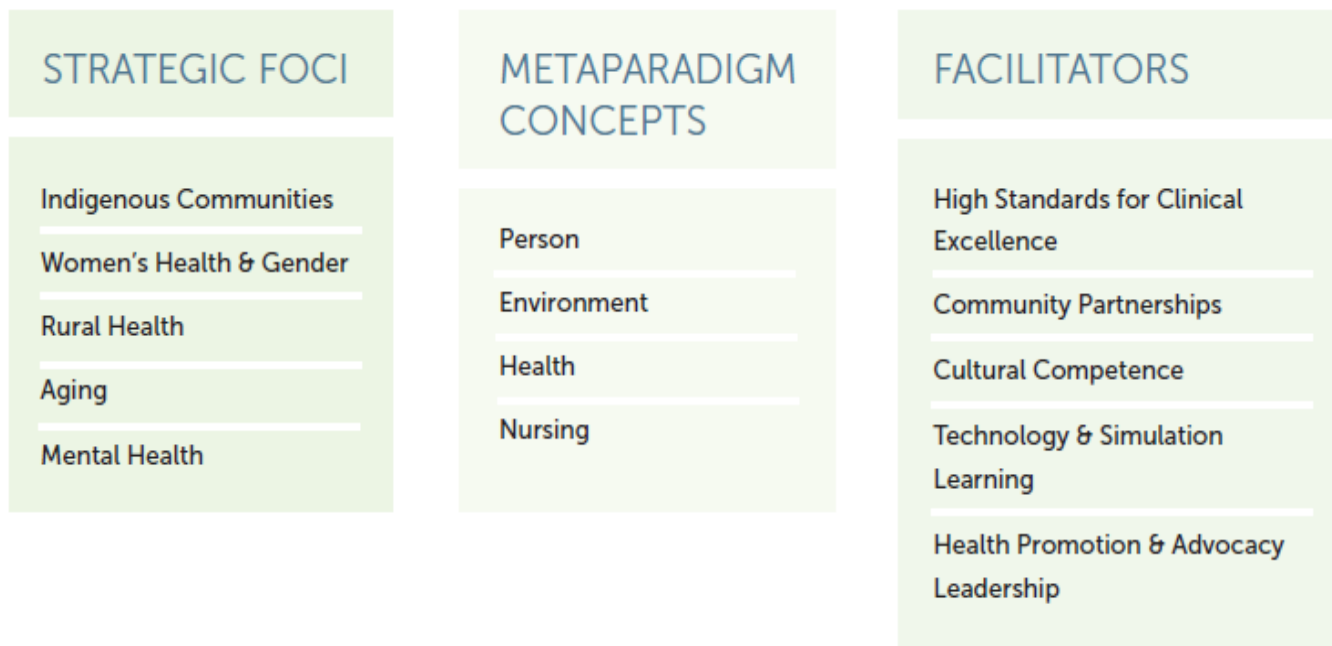 STRATEGIC FOCI
Indigenous Communities
Women's Health & Gender
Rural Health
Aging
Mental Health
METAPARADIGM
CONCEPTS
Person
Environment
Health
Nursing
FACILITATORS
High Standards for Clinical
Excellence
Community Partnerships
Cultural Competence
Technology & Simulation
Learning
Health Promotion & Advocacy
Leadership